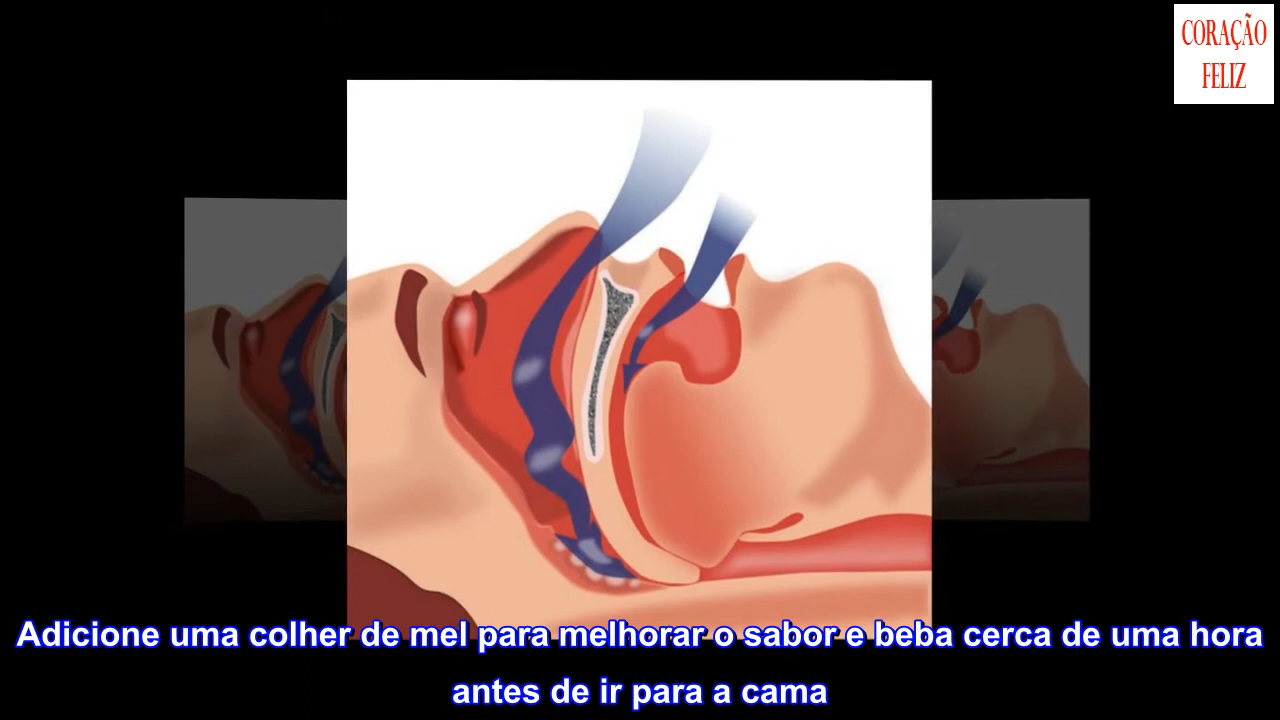 CORAÇÃO
FELIZ
Adicione uma colher de mel para melhorar o sabor e beba cerca de uma hora
antes de ir para a cama